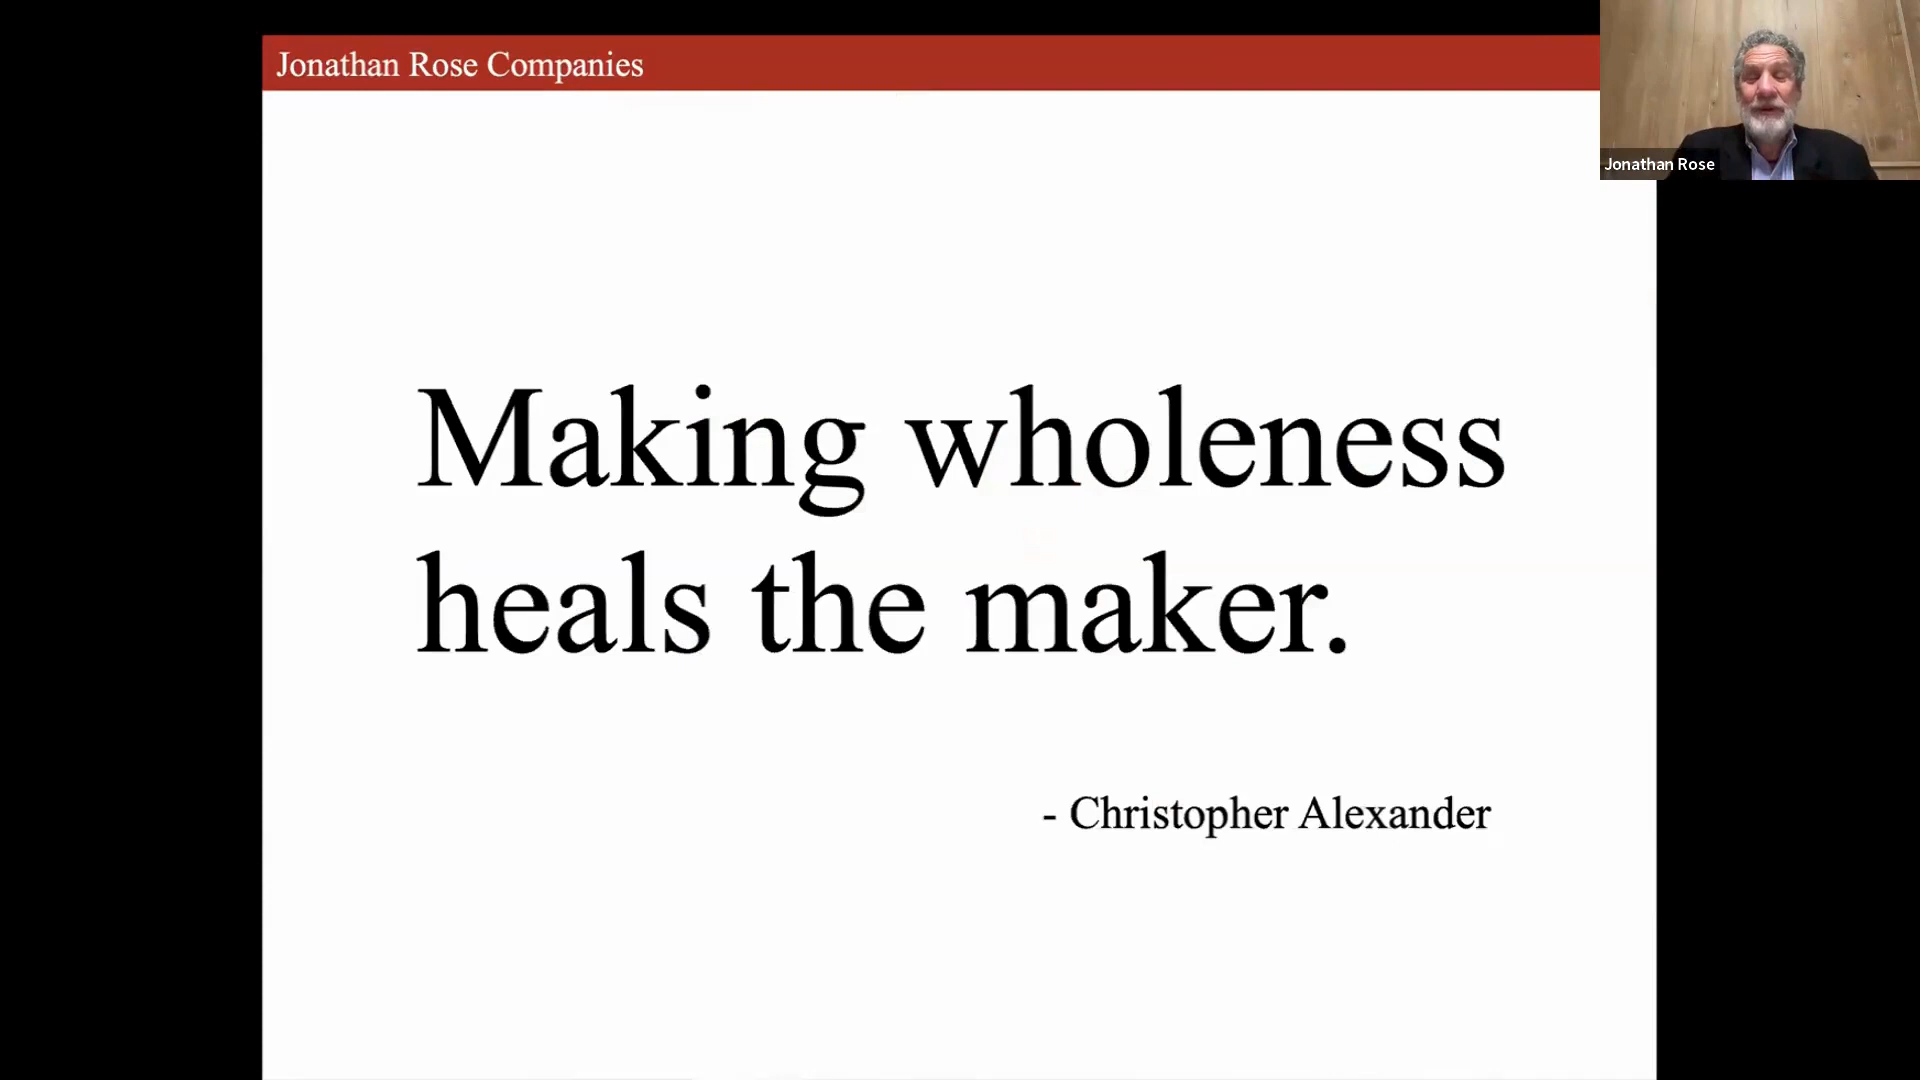 Jonathan Rose Companies
Jonathan Rose
Making wholeness
heals the maker.
- Christopher Alexander